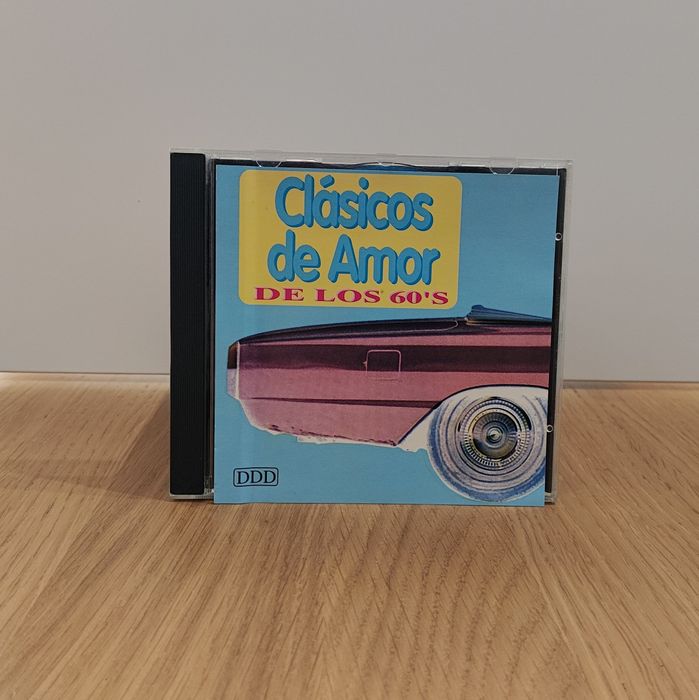 Clásicos
de Amor
DE LOS 60'S
DDD